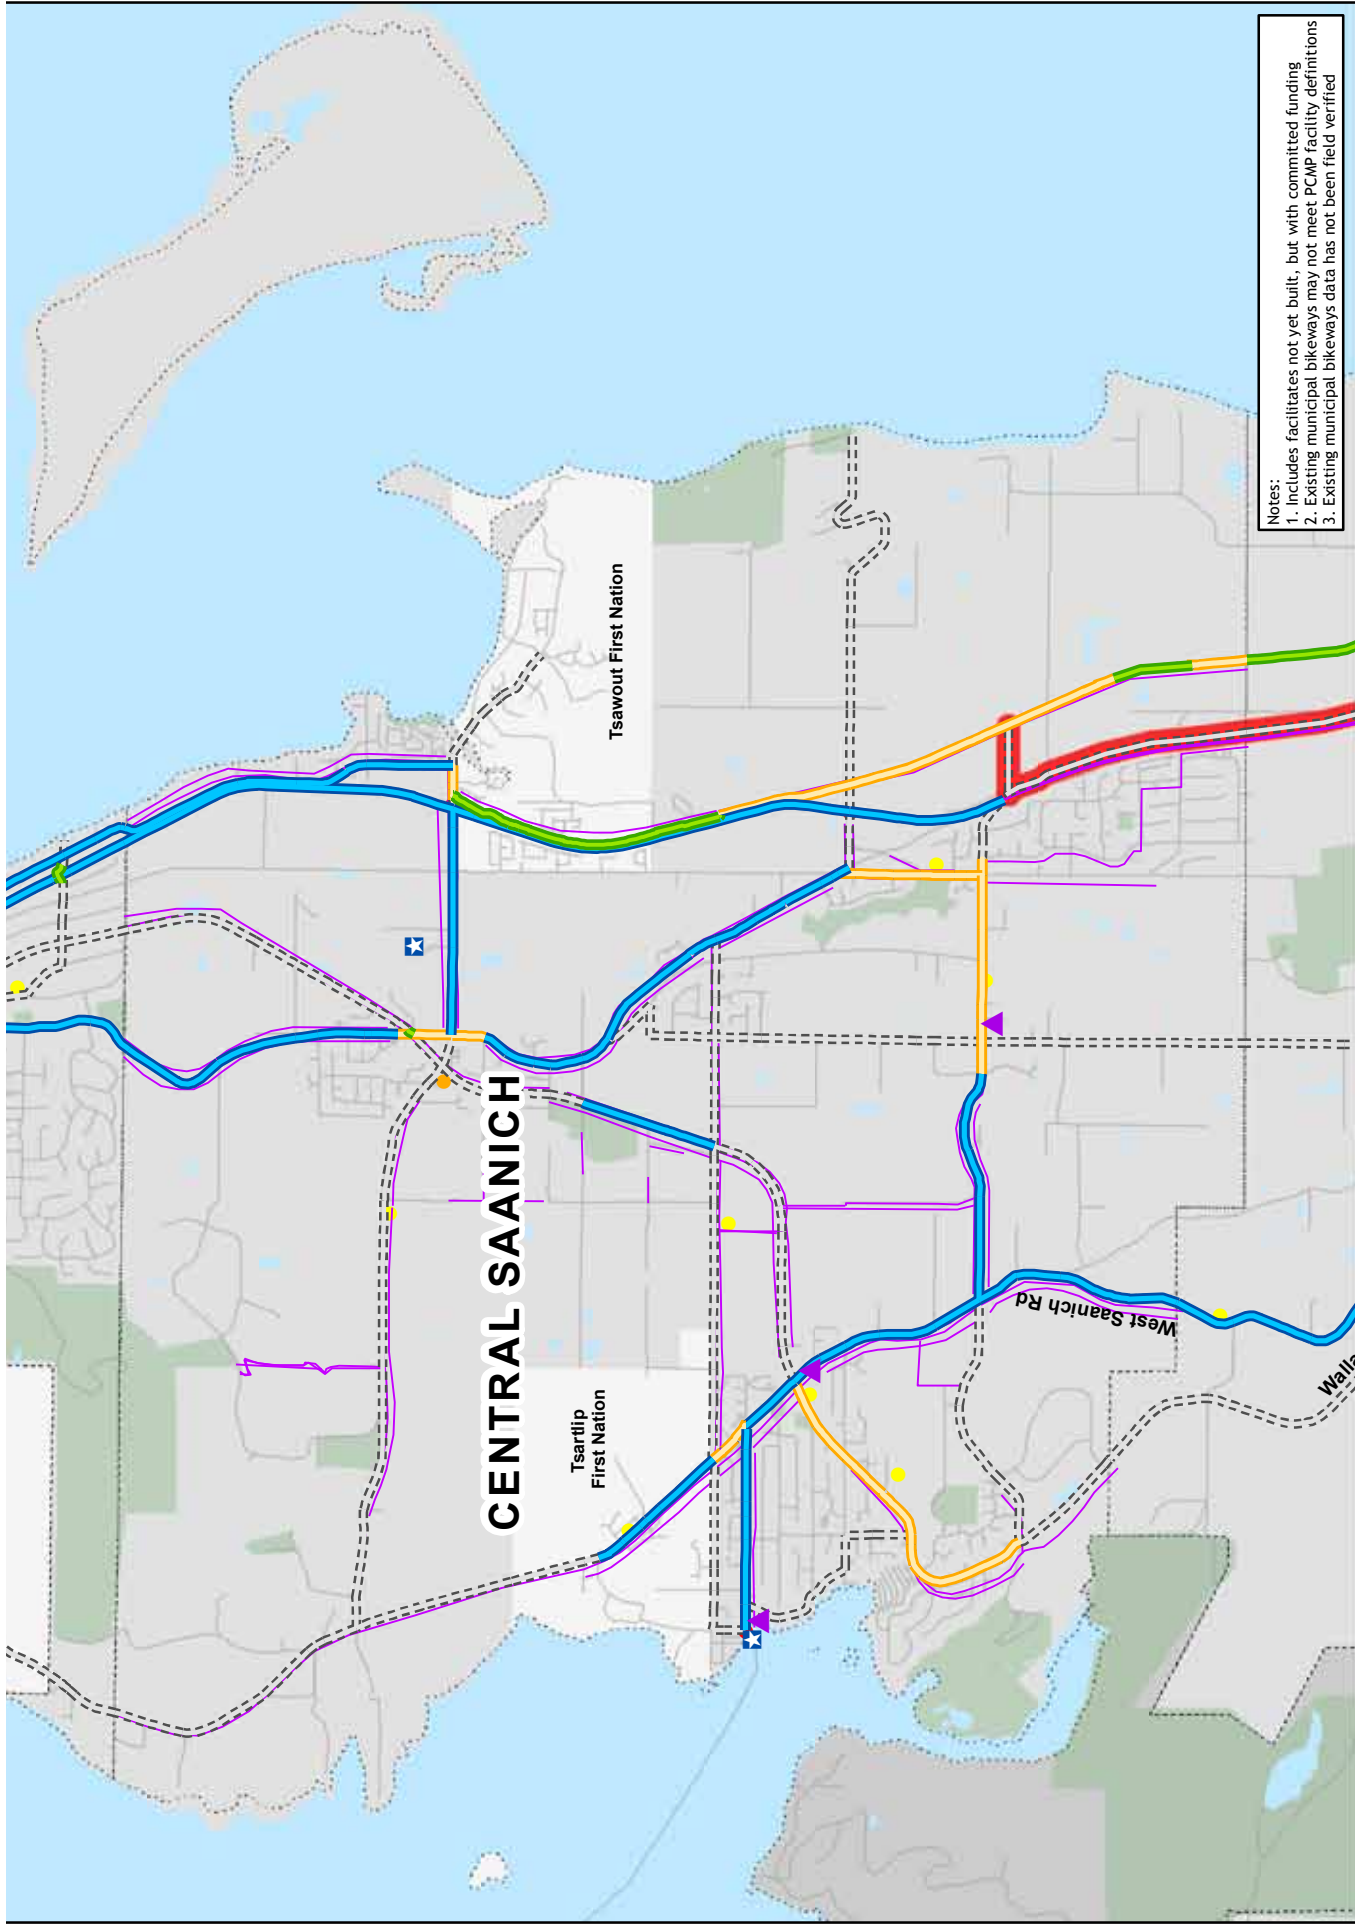 CENTRAL SAANICH
Tsartlip
First Nation
Tsawout First Nation
West Saanich Rd
Walla
Notes:
1. Includes facilitates not yet built, but with committed funding
2. Existing municipal bikeways may not meet PCMP facility definitions
3. Existing municipal bikeways data has not been field verified